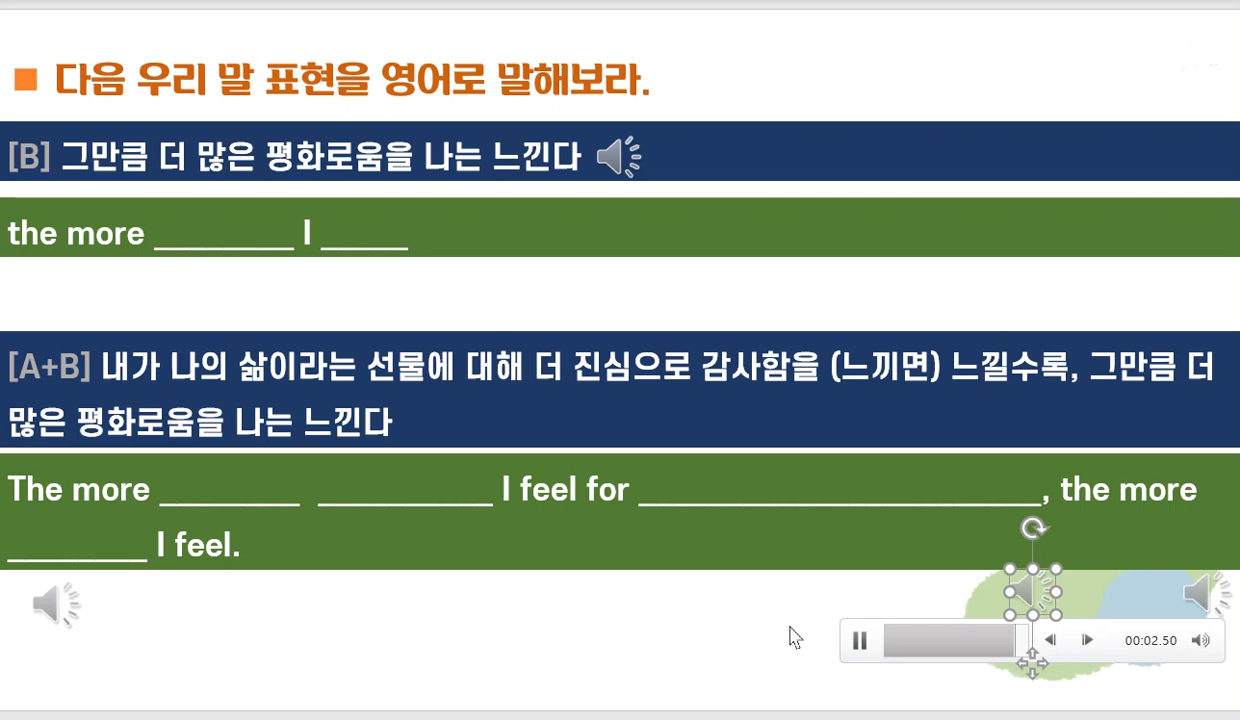 다음 우리 말 표현을 영어로 말해보라.
[B] 그만큼 더 많은 평화로움을 나는 느낀다
the more ________ I _____
[A+B] 내가 나의 삶이라는 선물에 대해 더 진심으로 감사함을 (느끼면) 느낄수록, 그만큼 더
많은 평화로움을 나는 느낀다
The more ________ __________ I feel for _______________________, the more
________ I feel.
00:02.50